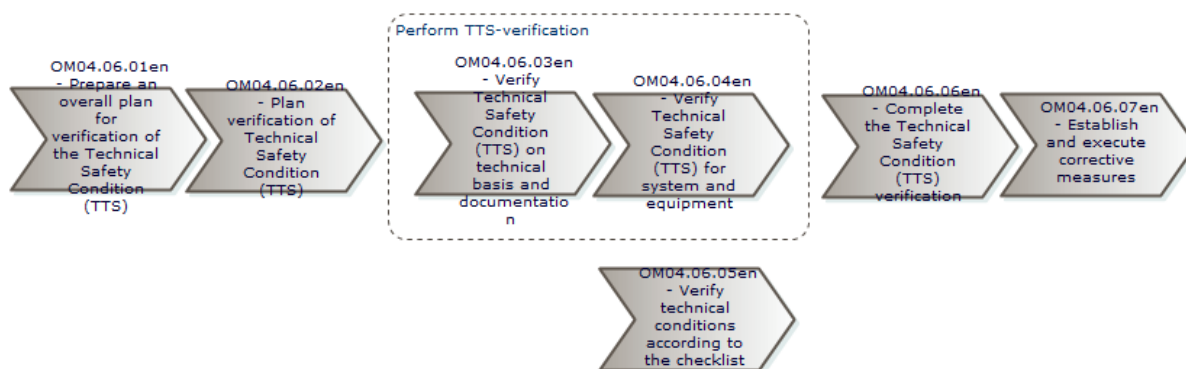 Perform TTS-verification
OM04.06.01en
- Prepare an
overall plan
for
verification of
the Technical
Safety
Condition
(TTS)
OM04.06.02en
- Plan
verification of
Technical
Safety
Condition
(TTS)
OM04.06.03en
- Verify
Technical
Safety
Condition
(TTS) on
technical
basis and
documentatio
n
OM04.06.04en
- Verify
Technical
Safety
Condition
(TTS) for
system and
equipment
OM04.06.05en
- Verify
technical
conditions
according to
the checklist
OM04.06.06en
- Complete
the Technical
Safety
Condition
(TTS)
verification
OM04.06.07en
- Establish
and execute
corrective
measures